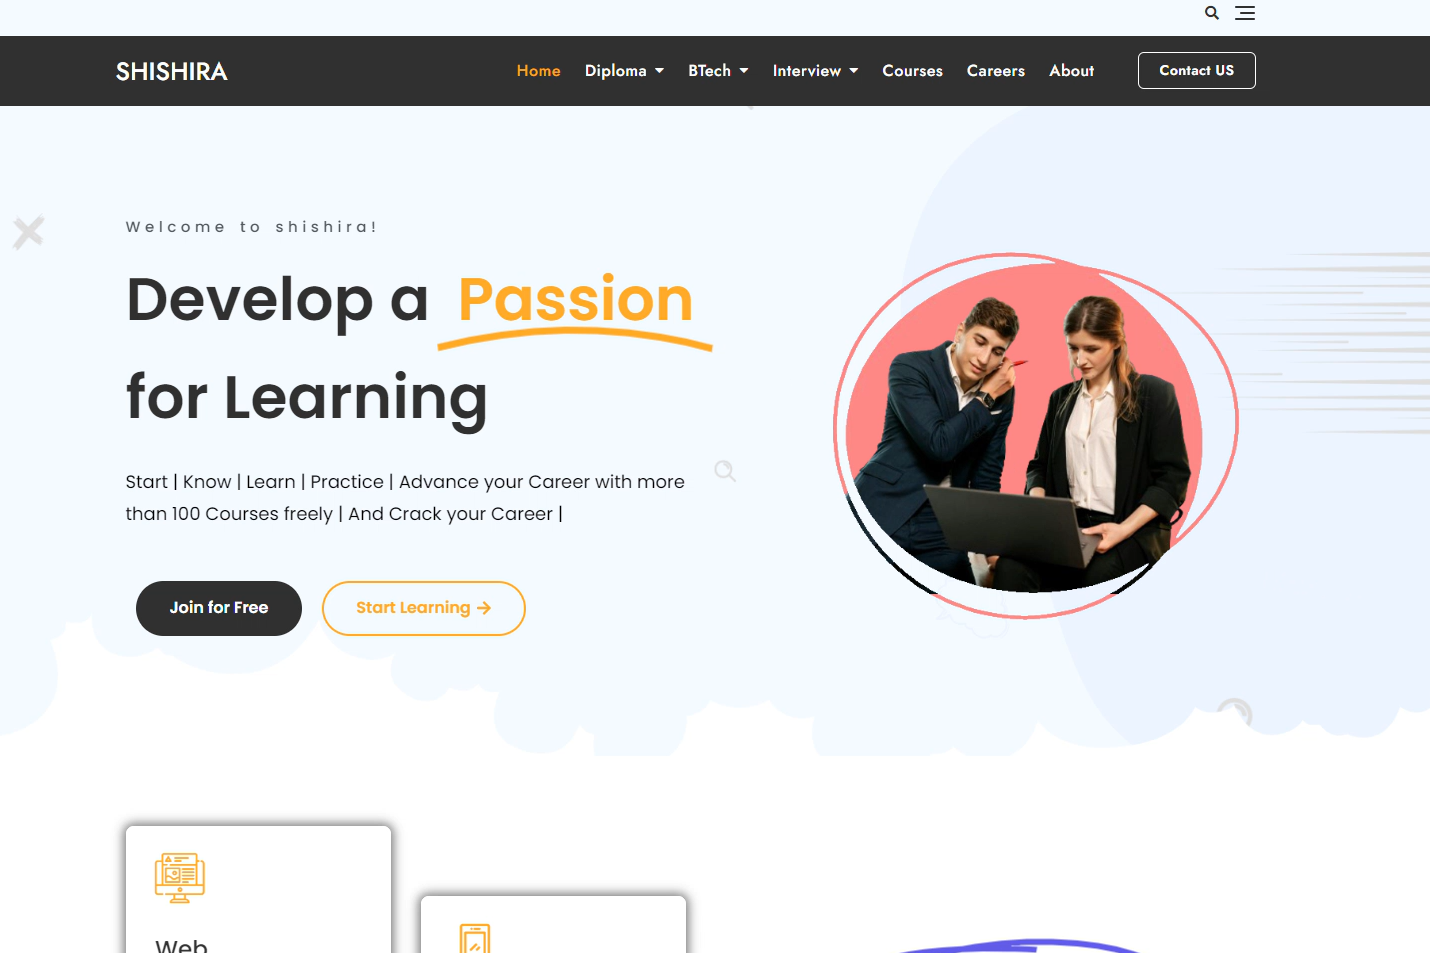 SHISHIRA
Home Diploma BTech Interview Courses Careers About Contact US
Welcome to shishira!
Develop a Passion
for Learning
Start | Know | Learn | Practice | Advance your Career with more
than 100 Courses freely | And Crack your Career |
Join for Free Start Learning
Web